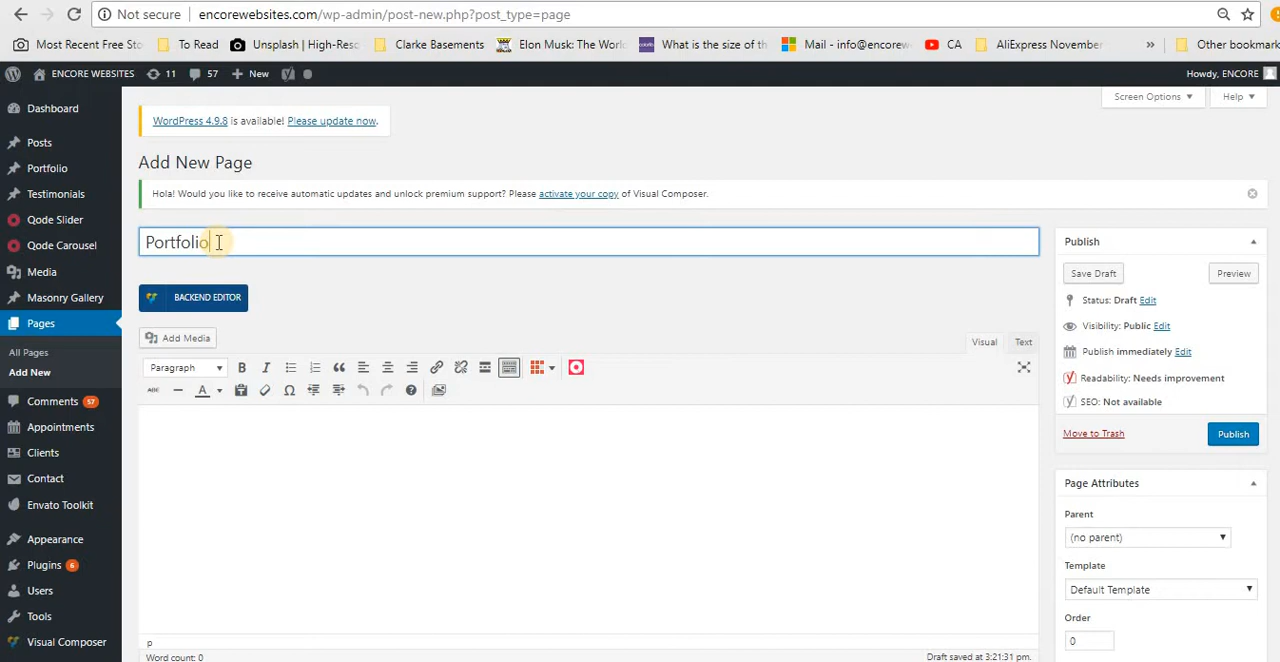 Not secure | encorewebsites.com/wp-admin/post-new.php?post_type=page
Most Recent Free Sto To Read Unsplash | High-Reso Clarke Basements Elon Musk: The Worl What is the size of th Mail - info@encorew CA AliExpress November » Other bookmark
ENCORE WEBSITES 11 57 + New Howdy, ENCORE
Screen Options ▼ Help ▼
Dashboard
Posts
Portfolio
Testimonials
Qode Slider
Qode Carousel
Media
Masonry Gallery
Pages
All Pages
Add New
Comments 57
Appointments
Clients
Contact
Envato Toolkit
Appearance
Plugins 6
Users
Tools
Visual Composer
WordPress 4.9.8 is available! Please update now.
Add New Page
Hola! Would you like to receive automatic updates and unlock premium support? Please activate your copy of Visual Composer.
Portfolio
BACKEND EDITOR
Add Media
Visual Text
Paragraph B I
ABC A Ω
p
Word count: 0 Draft saved at 3:21:31 pm.
Publish
Save Draft Preview
Status: Draft Edit
Visibility: Public Edit
Publish immediately Edit
Readability: Needs improvement
SEO: Not available
Move to Trash Publish
Page Attributes
Parent
(no parent)
Template
Default Template
Order
0